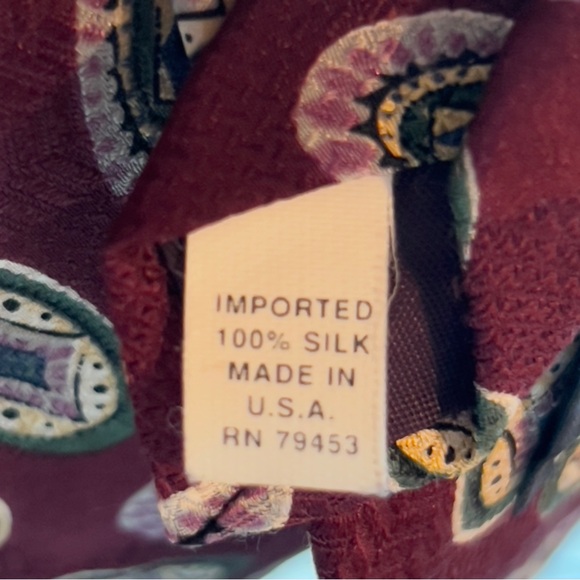 IMPORTED
100% SILK
MADE IN
U.S.A.
RN 79453